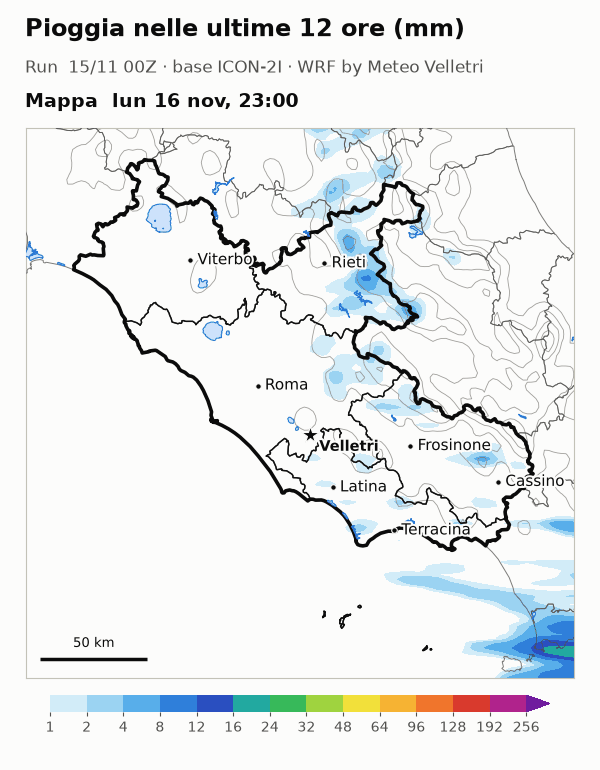 Pioggia nelle ultime 12 ore (mm)
Run  15/11 00Z · base ICON-2I · WRF by Meteo Velletri
Mappa  lun 16 nov, 23:00
Viterbo
Rieti
Roma
Velletri
Frosinone
Latina
Cassino
Terracina
50 km
1 2 4 8 12 16 24 32 48 64 96 128 192 256